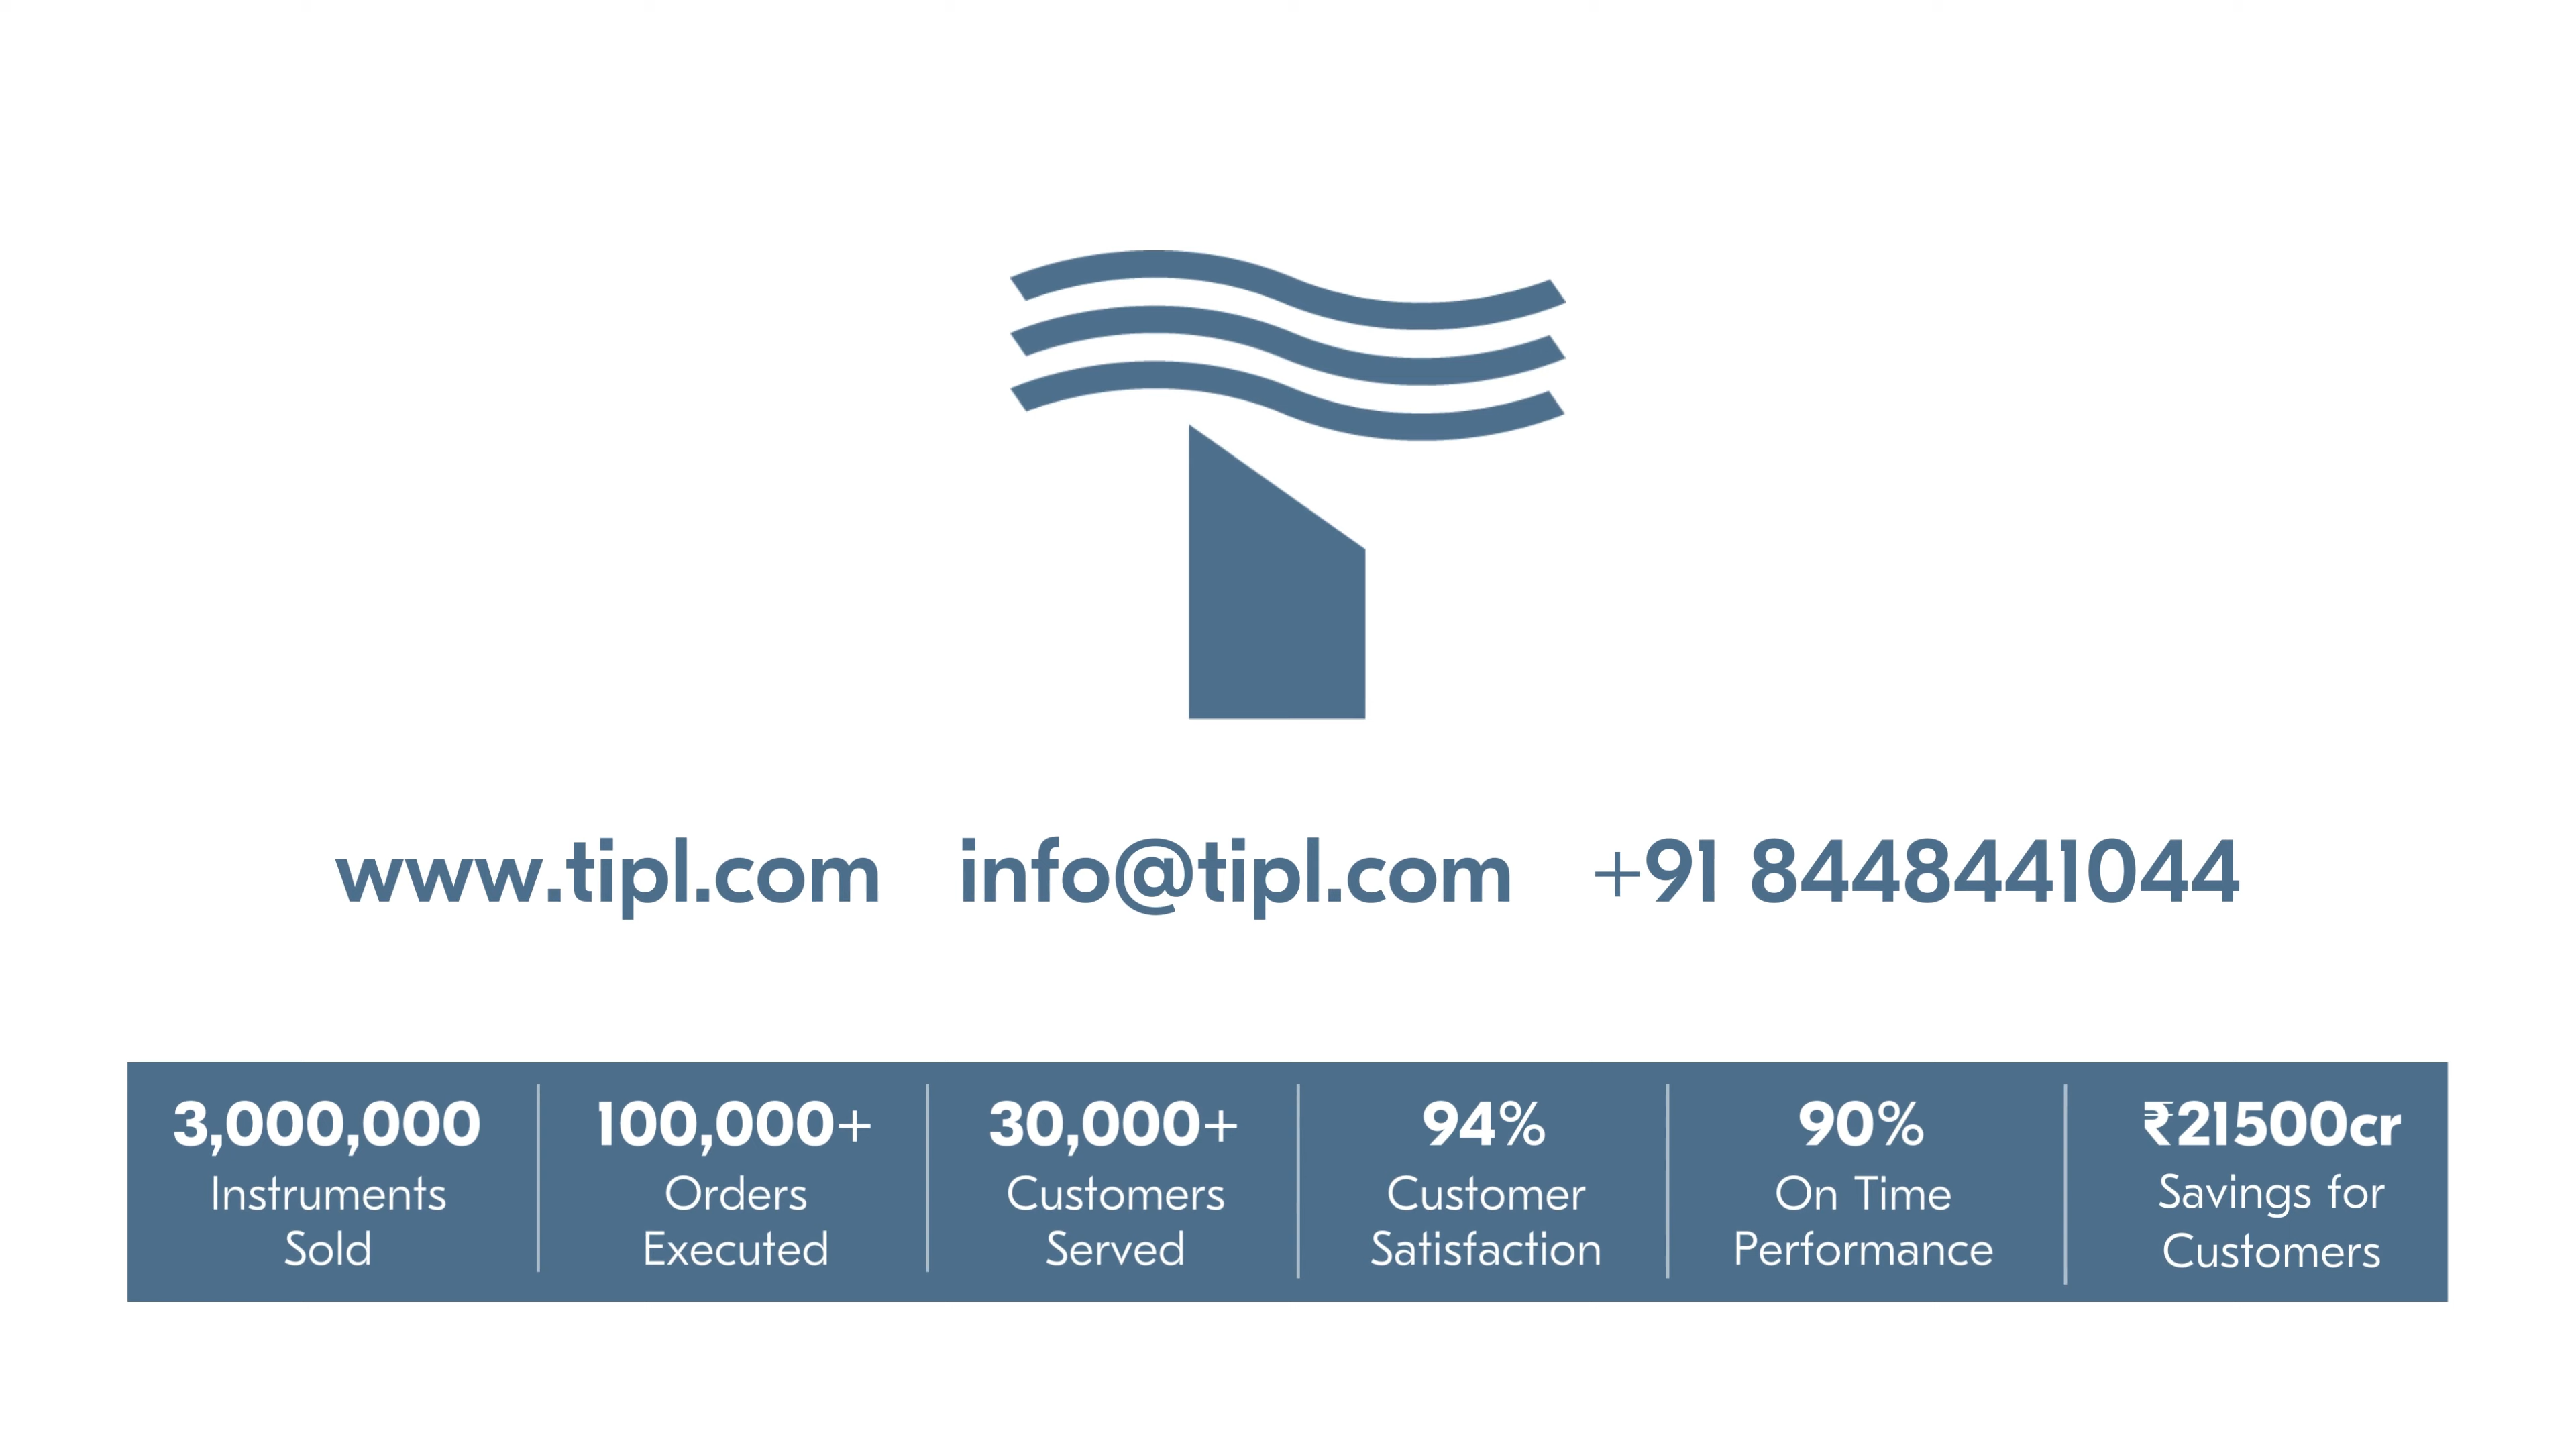 www.tipl.com info@tipl.com +91 8448441044
3,000,000 100,000+ 30,000+ 94% 90% ₹21500cr
Instruments Orders Customers Customer On Time Savings for
Sold Executed Served Satisfaction Performance Customers